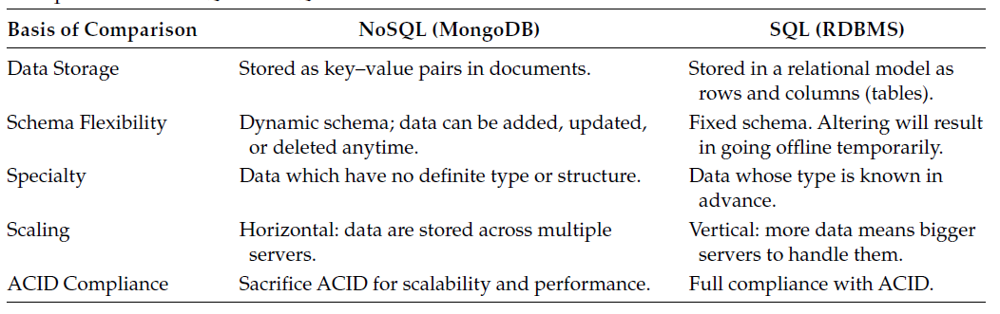 Basis of Comparison NoSQL (MongoDB) SQL (RDBMS)
Data Storage Stored as key–value pairs in documents. Stored in a relational model as
rows and columns (tables).
Schema Flexibility Dynamic schema; data can be added, updated, Fixed schema. Altering will result
or deleted anytime. in going offline temporarily.
Specialty Data which have no definite type or structure. Data whose type is known in
advance.
Scaling Horizontal: data are stored across multiple Vertical: more data means bigger
servers. servers to handle them.
ACID Compliance Sacrifice ACID for scalability and performance. Full compliance with ACID.